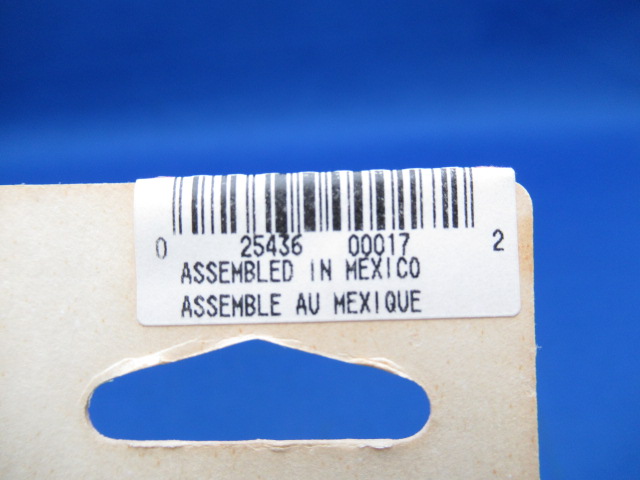 0 25436 00017 2
ASSEMBLED IN MEXICO
ASSEMBLE AU MEXIQUE